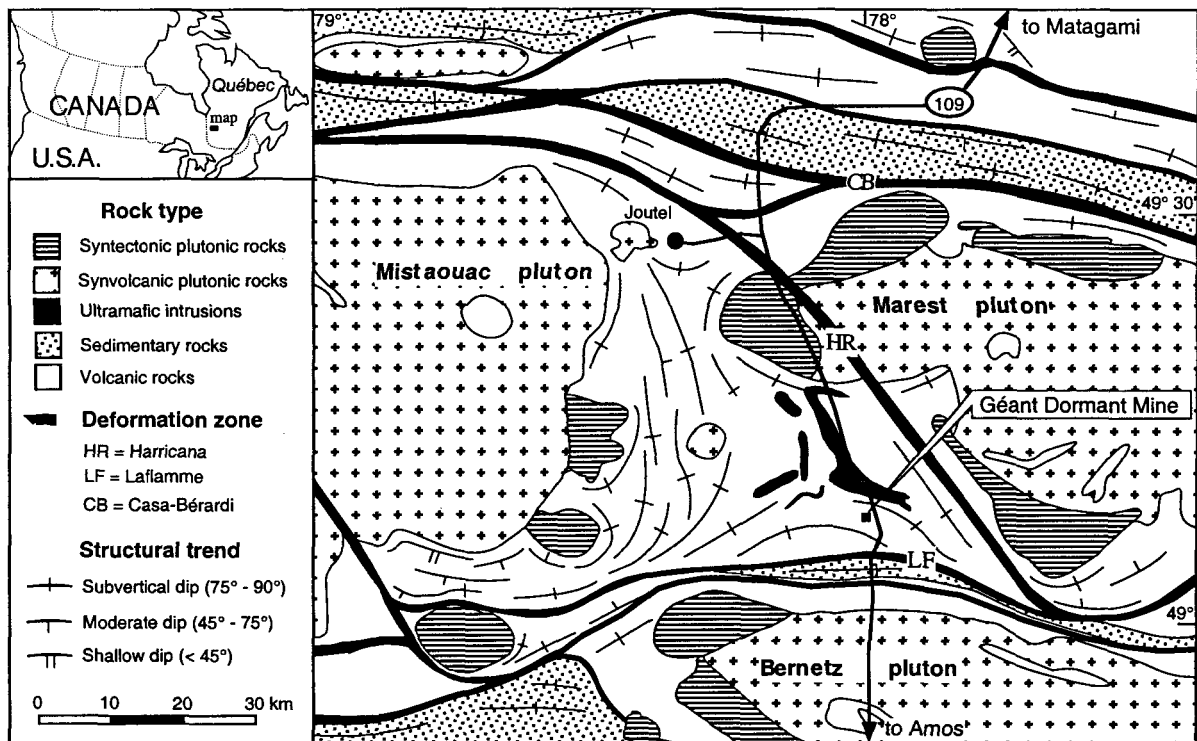 CANADA
Québec
map
U.S.A.
Rock type
Syntectonic plutonic rocks
Synvolcanic plutonic rocks
Ultramafic intrusions
Sedimentary rocks
Volcanic rocks
Deformation zone
HR = Harricana
LF = Laflamme
CB = Casa-Bérardi
Structural trend
Subvertical dip (75° - 90°)
Moderate dip (45° - 75°)
Shallow dip (< 45°)
0 10 20 30 km
79°
78°
to Matagami
109
CB
49° 30'
Joutel
Mistaouac pluton
Marest pluton
HR
Géant Dormant Mine
LF
49°
Bernetz pluton
to Amos